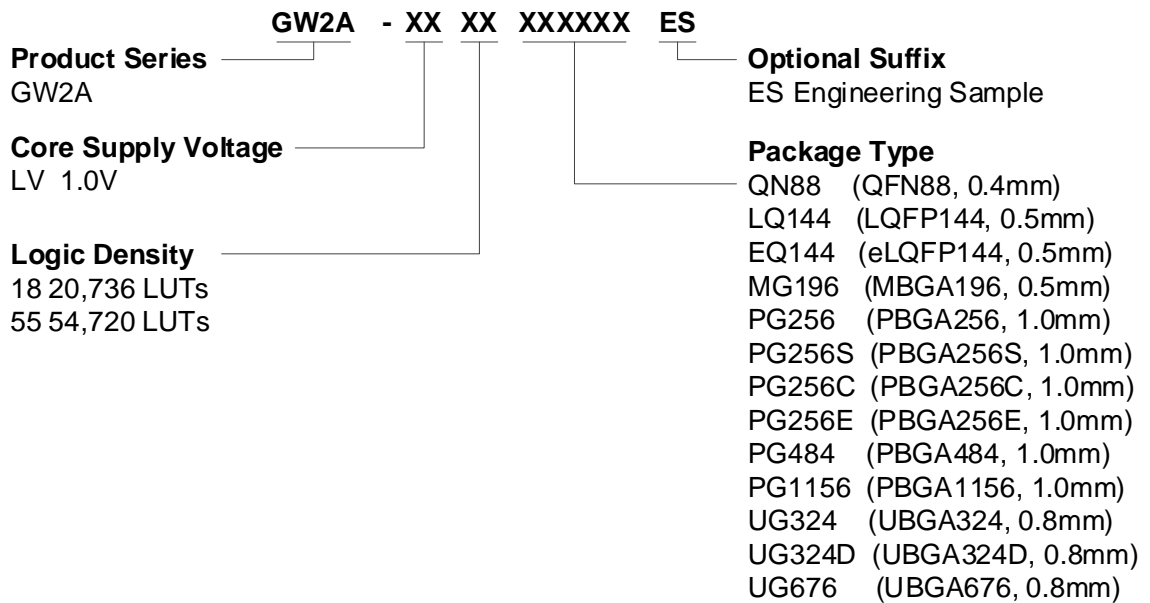 GW2A - XX XX XXXXXX ES
Product Series
GW2A
Core Supply Voltage
LV 1.0V
Logic Density
18 20,736 LUTs
55 54,720 LUTs
Optional Suffix
ES Engineering Sample
Package Type
QN88 (QFN88, 0.4mm)
LQ144 (LQFP144, 0.5mm)
EQ144 (eLQFP144, 0.5mm)
MG196 (MBGA196, 0.5mm)
PG256 (PBGA256, 1.0mm)
PG256S (PBGA256S, 1.0mm)
PG256C (PBGA256C, 1.0mm)
PG256E (PBGA256E, 1.0mm)
PG484 (PBGA484, 1.0mm)
PG1156 (PBGA1156, 1.0mm)
UG324 (UBGA324, 0.8mm)
UG324D (UBGA324D, 0.8mm)
UG676 (UBGA676, 0.8mm)